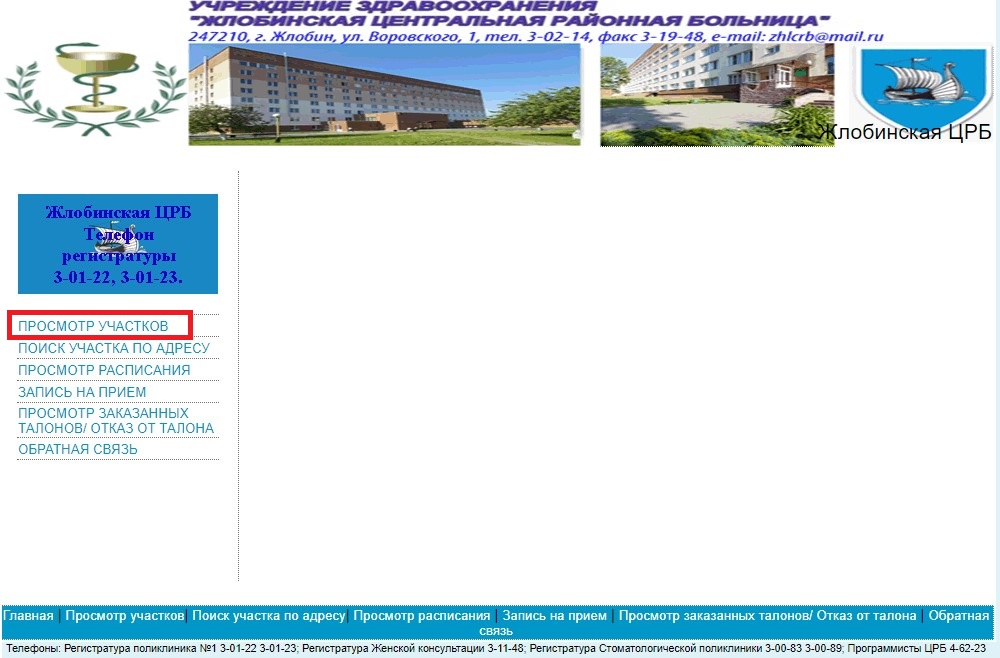 УЧРЕЖДЕНИЕ ЗДРАВООХРАНЕНИЯ
"ЖЛОБИНСКАЯ ЦЕНТРАЛЬНАЯ РАЙОННАЯ БОЛЬНИЦА"
247210, г. Жлобин, ул. Воровского, 1, тел. 3-02-14, факс 3-19-48, e-mail: zhlcrb@mail.ru
Жлобинская ЦРБ
Жлобинская ЦРБ
Телефон
регистратуры
3-01-22, 3-01-23.
ПРОСМОТР УЧАСТКОВ
ПОИСК УЧАСТКА ПО АДРЕСУ
ПРОСМОТР РАСПИСАНИЯ
ЗАПИСЬ НА ПРИЕМ
ПРОСМОТР ЗАКАЗАННЫХ
ТАЛОНОВ/ ОТКАЗ ОТ ТАЛОНА
ОБРАТНАЯ СВЯЗЬ
Главная | Просмотр участков| Поиск участка по адресу| Просмотр расписания | Запись на прием | Просмотр заказанных талонов/ Отказ от талона | Обратная
связь
Телефоны: Регистратура поликлиника №1 3-01-22 3-01-23; Регистратура Женской консультации 3-11-48; Регистратура Стоматологической поликлиники 3-00-83 3-00-89; Программисты ЦРБ 4-62-23